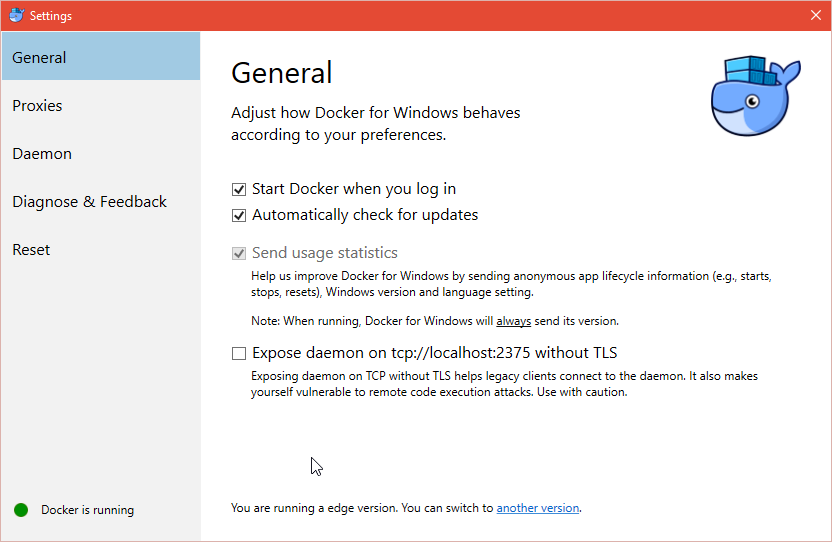 Settings
General
Proxies
Daemon
Diagnose & Feedback
Reset
Docker is running
General
Adjust how Docker for Windows behaves
according to your preferences.
Start Docker when you log in
Automatically check for updates
Send usage statistics
Help us improve Docker for Windows by sending anonymous app lifecycle information (e.g., starts,
stops, resets), Windows version and language setting.
Note: When running, Docker for Windows will always send its version.
Expose daemon on tcp://localhost:2375 without TLS
Exposing daemon on TCP without TLS helps legacy clients connect to the daemon. It also makes
yourself vulnerable to remote code execution attacks. Use with caution.
You are running a edge version. You can switch to another version.